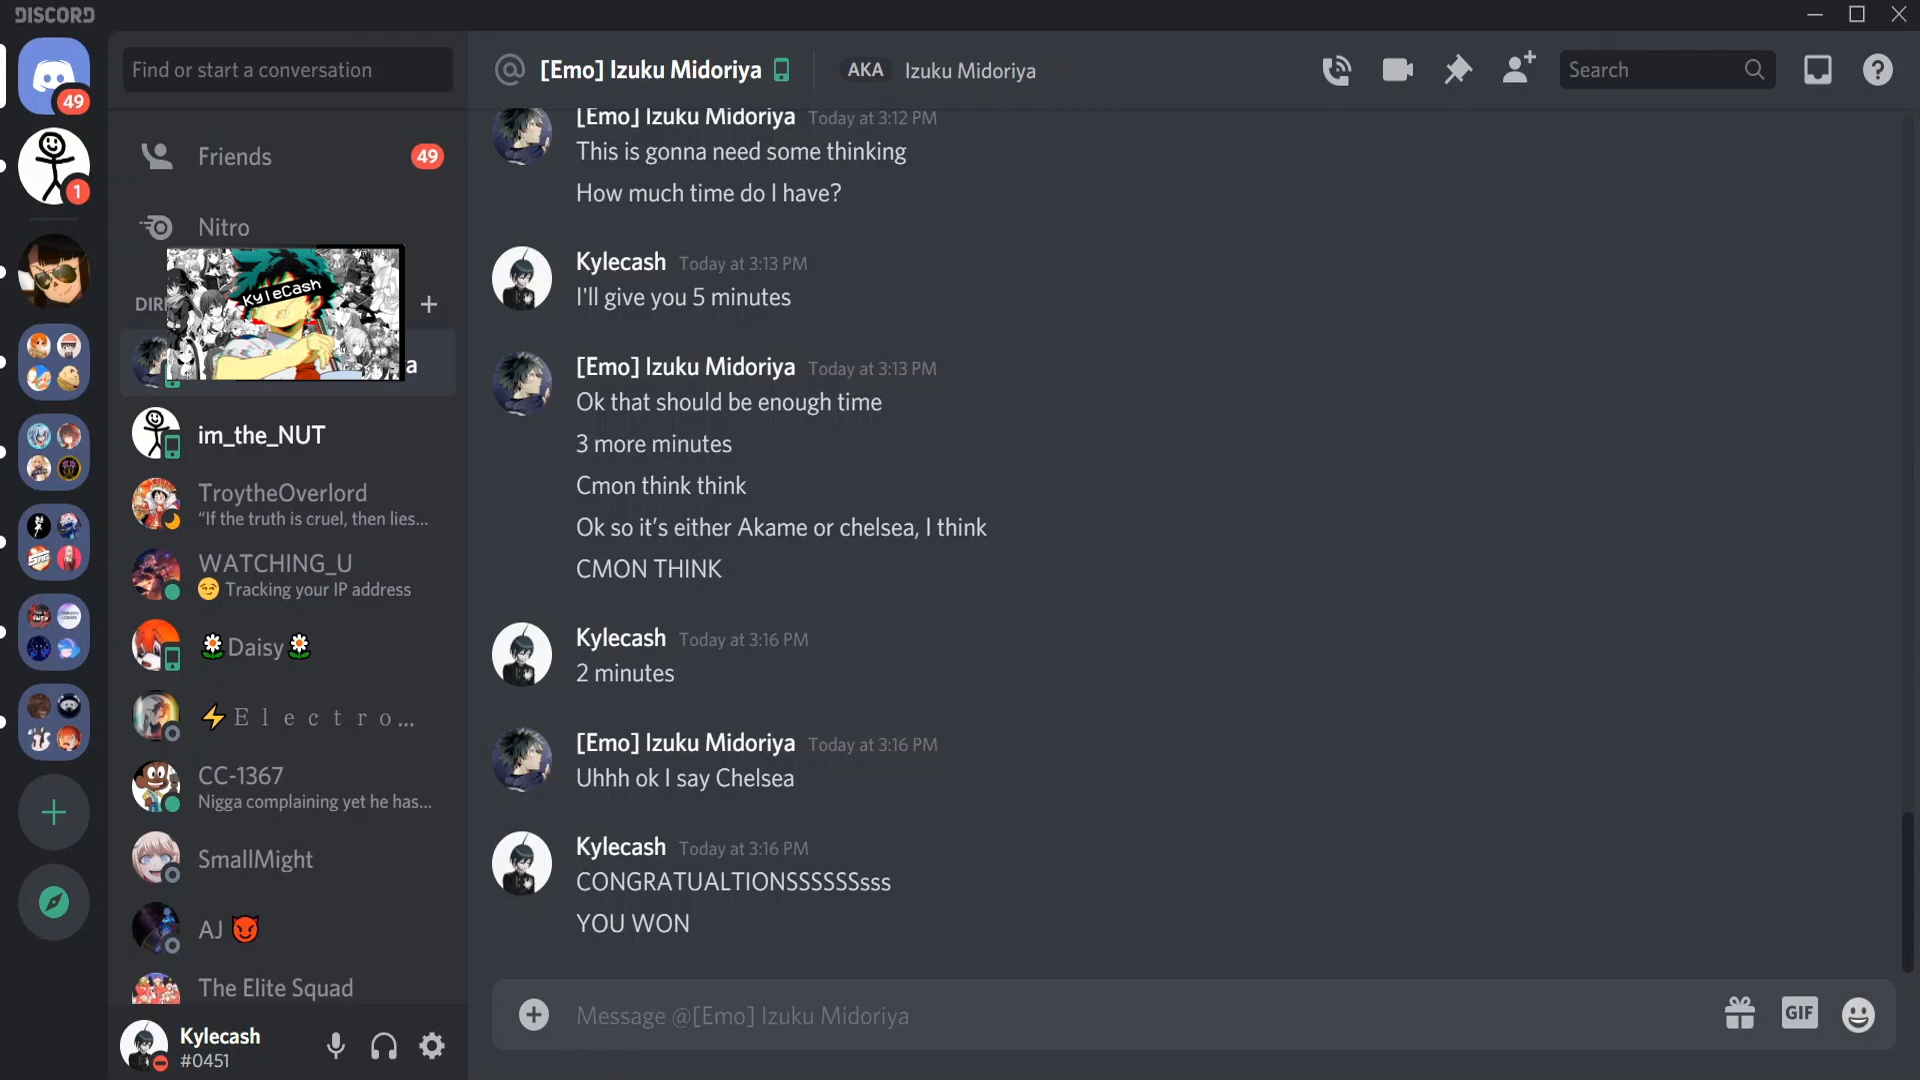 DISCORD
Find or start a conversation
@ [Emo] Izuku Midoriya AKA Izuku Midoriya
Search
49
1
Friends 49
Nitro
KyleCash
a
im_the_NUT
TroytheOverlord
“If the truth is cruel, then lies...
WATCHING_U
😏 Tracking your IP address
🌼Daisy🌼
⚡Ｅｌｅｃｔｒｏ...
CC-1367
Nigga complaining yet he has...
SmallMight
AJ 😈
The Elite Squad
Kylecash
#0451
[Emo] Izuku Midoriya Today at 3:12 PM
This is gonna need some thinking
How much time do I have?
Kylecash Today at 3:13 PM
I'll give you 5 minutes
[Emo] Izuku Midoriya Today at 3:13 PM
Ok that should be enough time
3 more minutes
Cmon think think
Ok so it’s either Akame or chelsea, I think
CMON THINK
Kylecash Today at 3:16 PM
2 minutes
[Emo] Izuku Midoriya Today at 3:16 PM
Uhhh ok I say Chelsea
Kylecash Today at 3:16 PM
CONGRATUALTIONSSSSSSsss
YOU WON
Message @[Emo] Izuku Midoriya
GIF